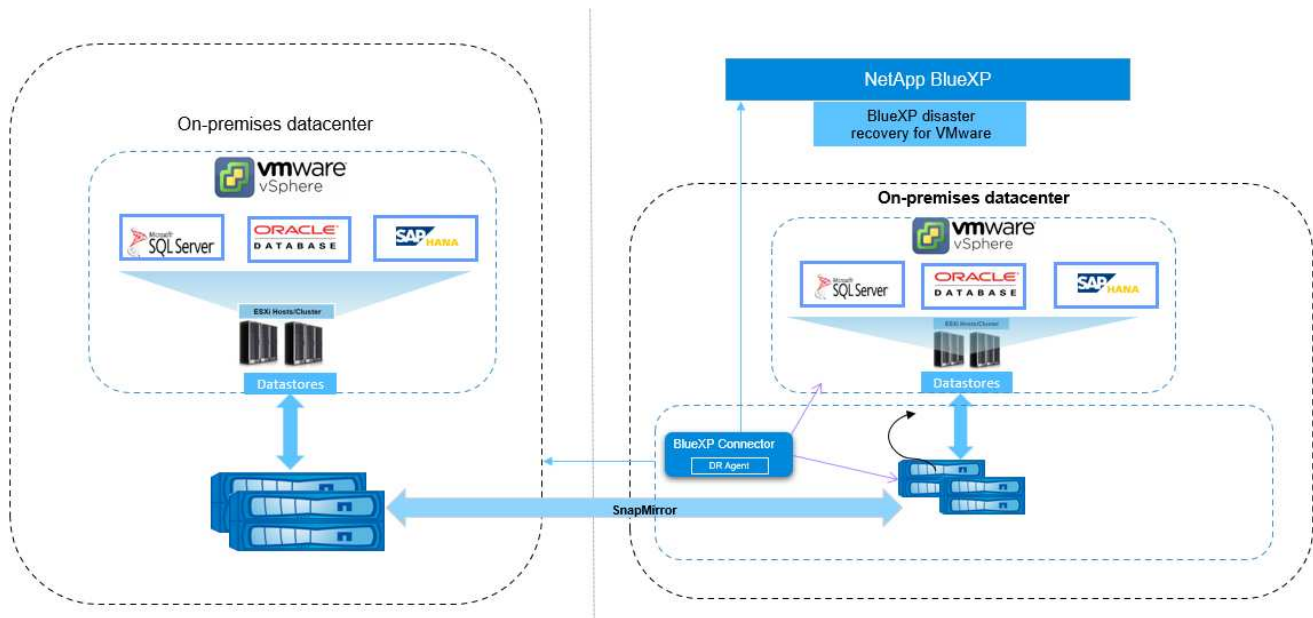 On-premises datacenter
vmware®
vSphere
Microsoft
SQL Server
ORACLE®
DATABASE
SAP HANA
ESXi Hosts/Cluster
Datastores
NetApp BlueXP
BlueXP disaster
recovery for VMware
On-premises datacenter
vmware®
vSphere
Microsoft
SQL Server
ORACLE®
DATABASE
SAP HANA
ESXi Hosts/Cluster
Datastores
BlueXP Connector
DR Agent
SnapMirror